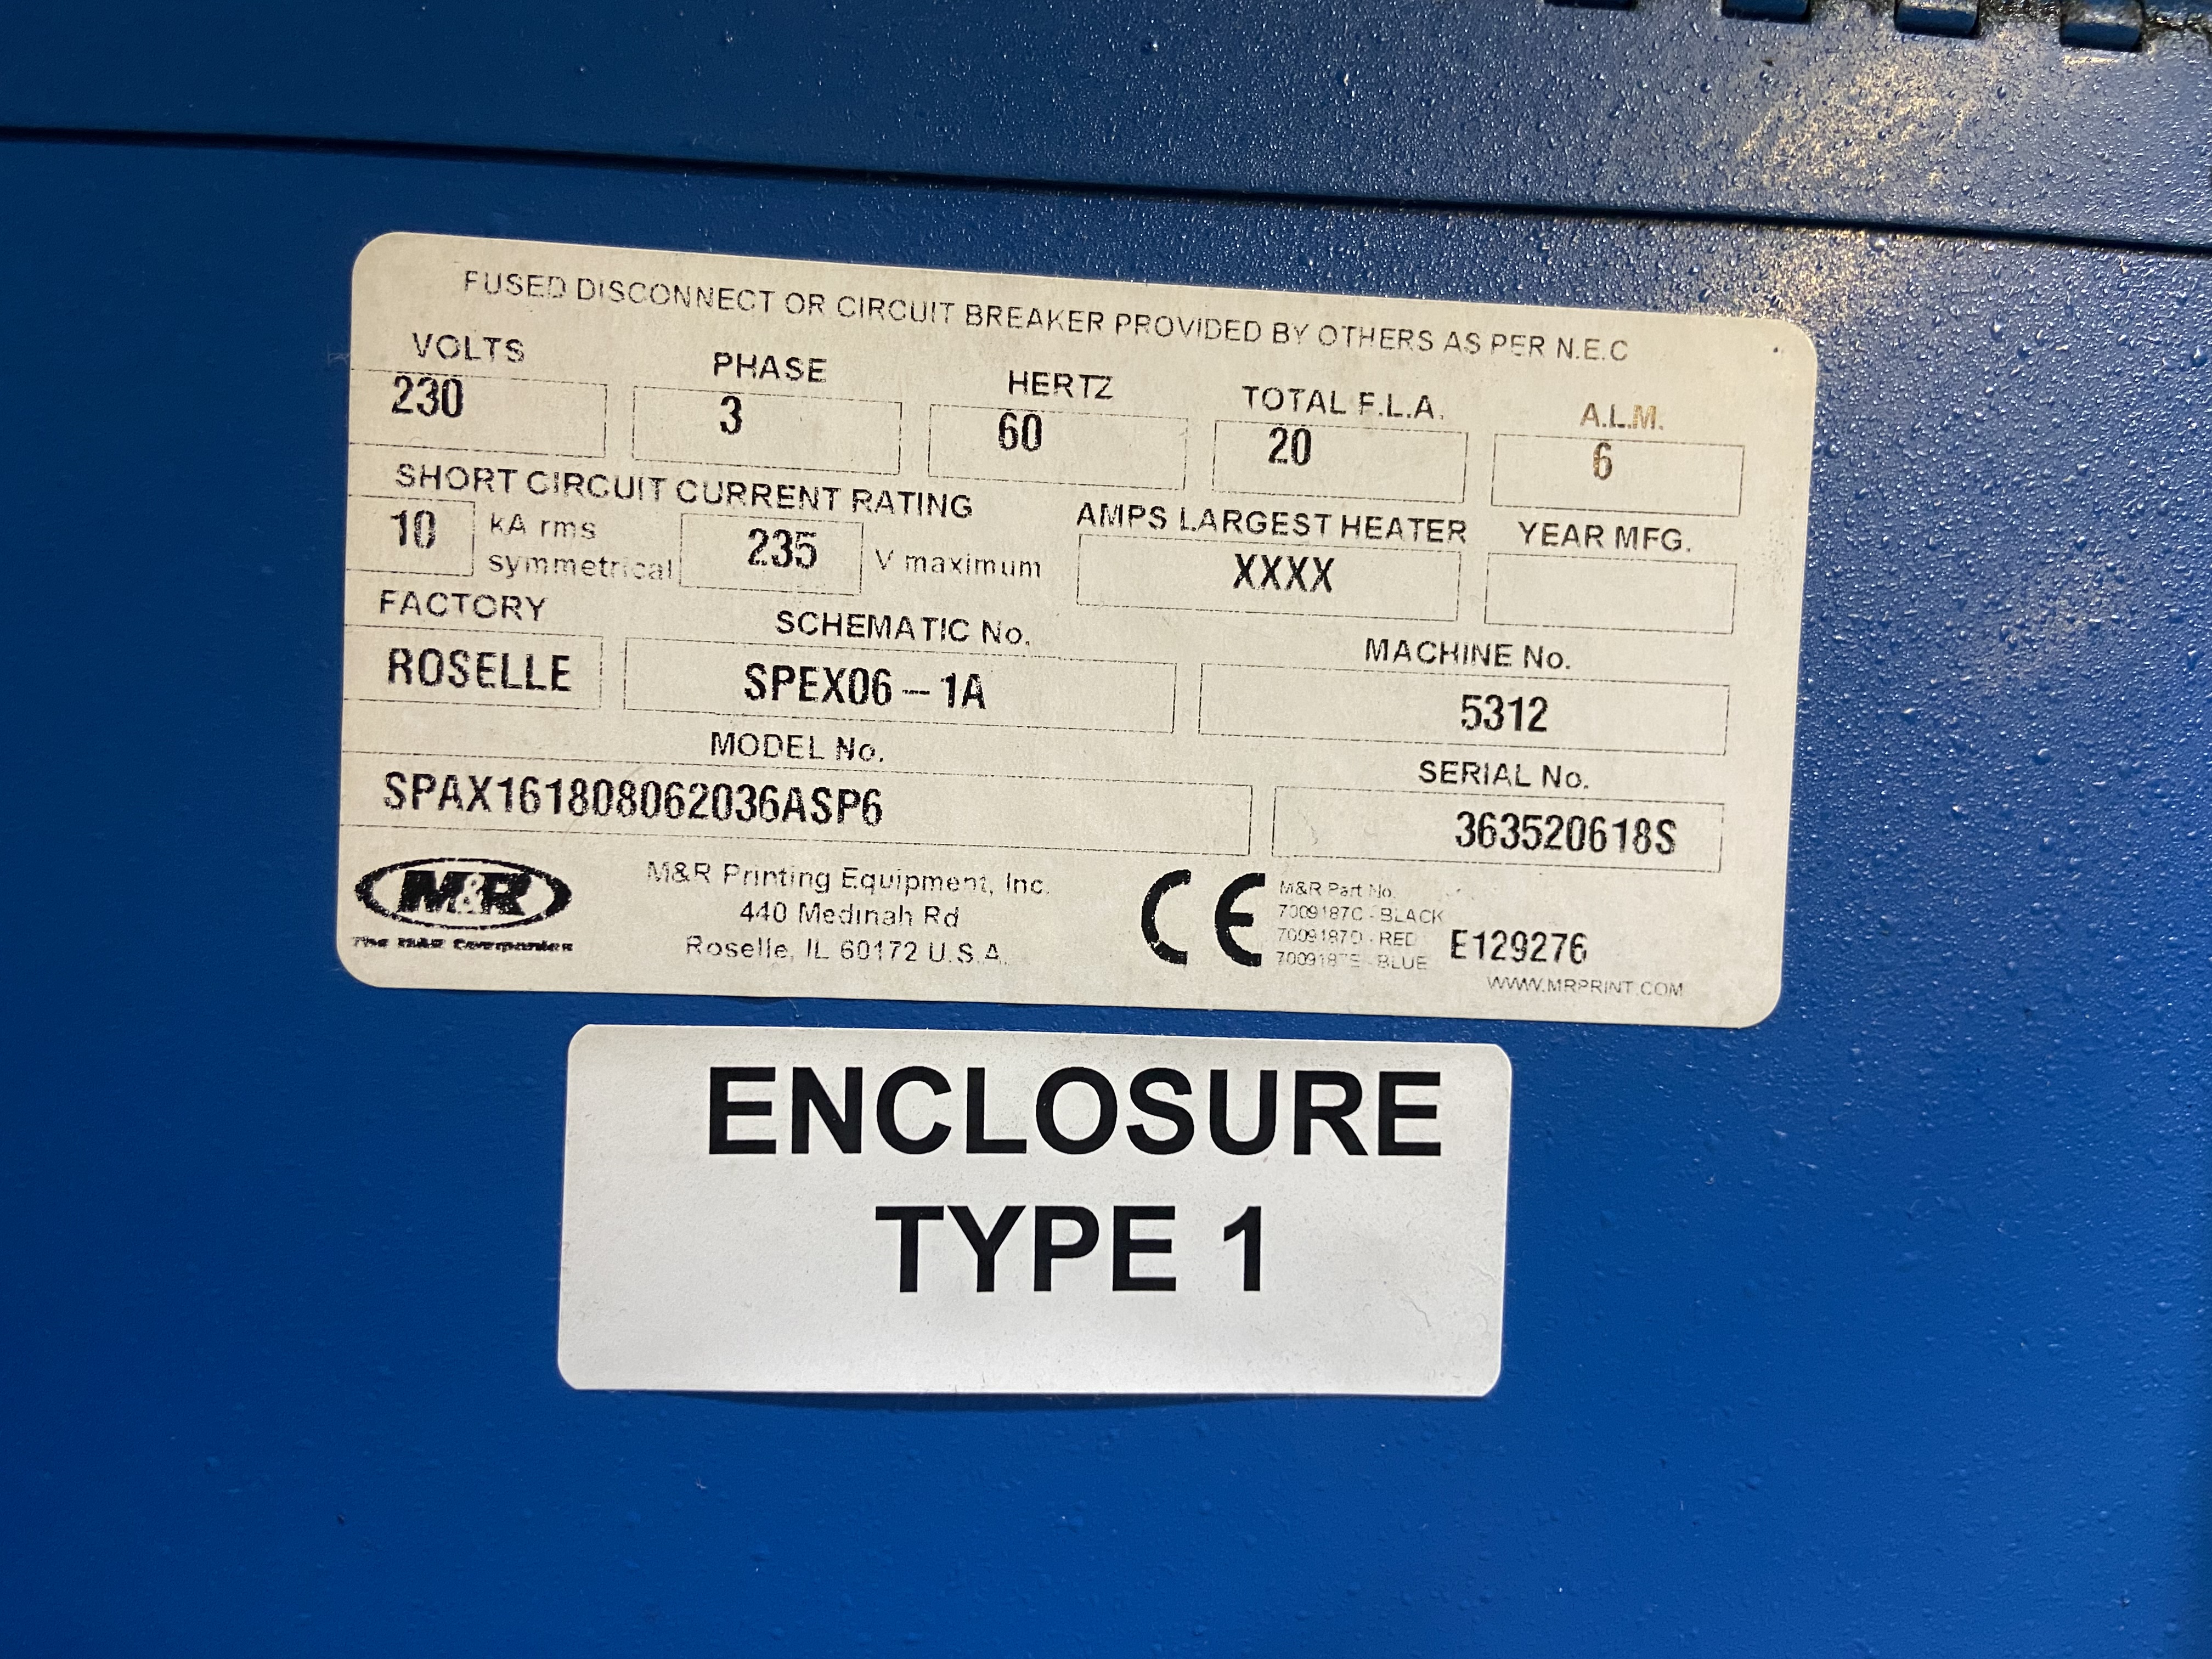 FUSED DISCONNECT OR CIRCUIT BREAKER PROVIDED BY OTHERS AS PER N.E.C
VOLTS PHASE HERTZ TOTAL F.L.A. A.L.M.
230 3 60 20 6
SHORT CIRCUIT CURRENT RATING AMPS LARGEST HEATER YEAR MFG.
10 kA rms symmetrical 235 V maximum XXXX
FACTORY SCHEMATIC No. MACHINE No.
ROSELLE SPEX06 – 1A 5312
MODEL No. SERIAL No.
SPAX161808062036ASP6 363520618S
M&R
The M&R Companies
M&R Printing Equipment, Inc.
440 Medinah Rd
Roselle, IL 60172 U.S.A.
CE
M&R Part No.
7009187C - BLACK
7009187D - RED
7009187E - BLUE
E129276
WWW.MRPRINT.COM
ENCLOSURE
TYPE 1